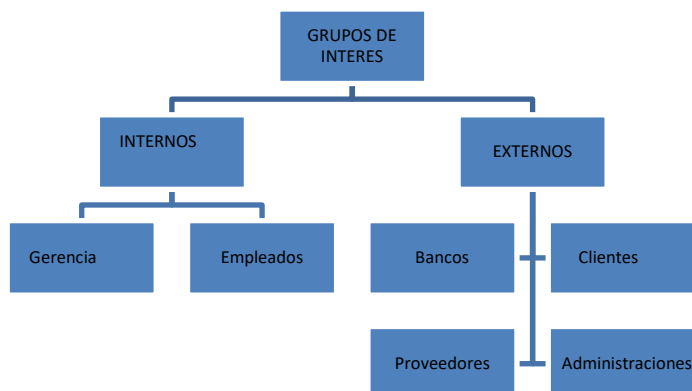 GRUPOS DE
INTERES
INTERNOS
EXTERNOS
Gerencia
Empleados
Bancos
Clientes
Proveedores
Administraciones